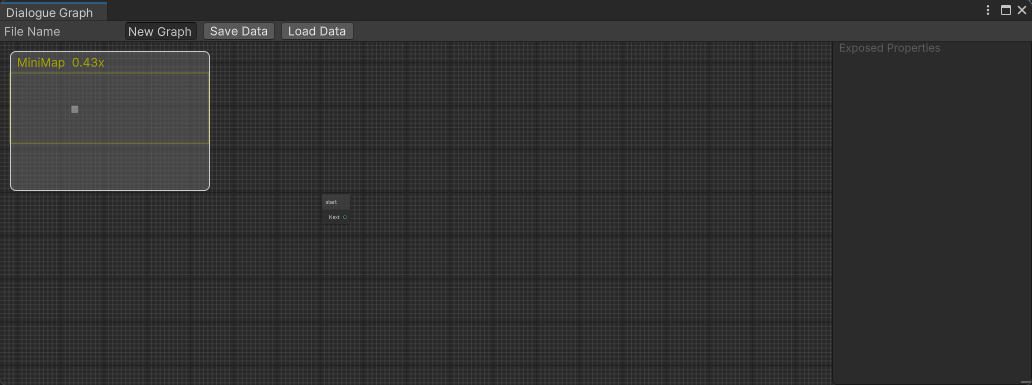 Dialogue Graph
File Name New Graph Save Data Load Data
MiniMap 0.43x
Exposed Properties
start
Next